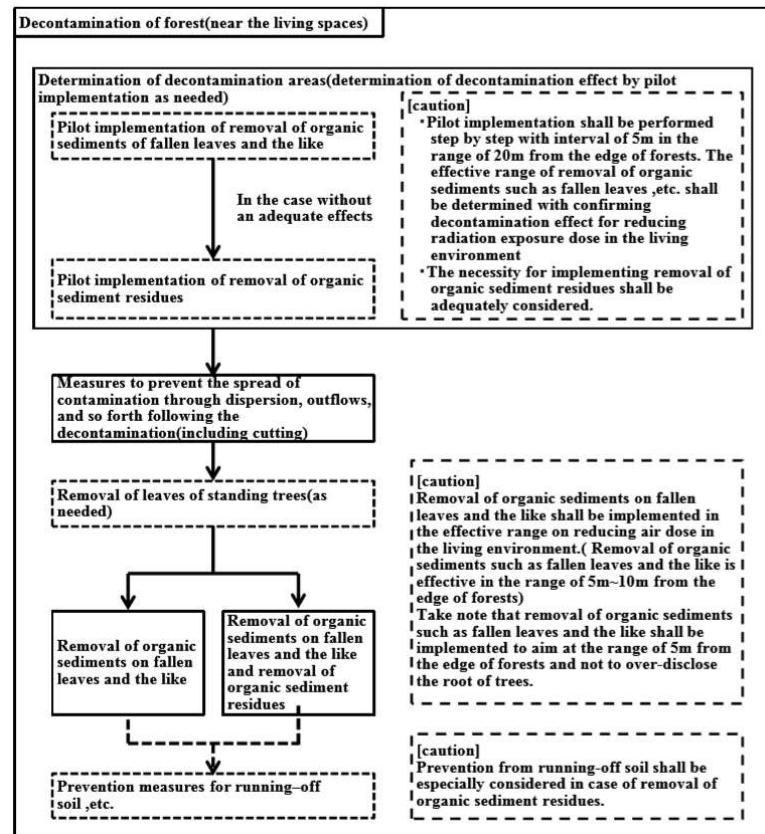 Decontamination of forest(near the living spaces)
Determination of decontamination areas(determination of decontamination effect by pilot
implementation as needed)
Pilot implementation of removal of organic
sediments of fallen leaves and the like
In the case without
an adequate effects
Pilot implementation of removal of organic
sediment residues
[caution]
・Pilot implementation shall be performed
step by step with interval of 5m in the
range of 20m from the edge of forests. The
effective range of removal of organic
sediments such as fallen leaves ,etc. shall
be determined with confirming
decontamination effect for reducing
radiation exposure dose in the living
environment
・The necessity for implementing removal of
organic sediment residues shall be
adequately considered.
Measures to prevent the spread of
contamination through dispersion, outflows,
and so forth following the
decontamination(including cutting)
Removal of leaves of standing trees(as
needed)
[caution]
Removal of organic sediments on fallen
leaves and the like shall be implemented in
the effective range on reducing air dose in
the living environment.( Removal of organic
sediments such as fallen leaves and the like is
effective in the range of 5m~10m from the
edge of forests)
Take note that removal of organic sediments
such as fallen leaves and the like shall be
implemented to aim at the range of 5m from
the edge of forests and not to over-disclose
the root of trees.
Removal of organic
sediments on fallen
leaves and the like
Removal of organic
sediments on fallen
leaves and the like
and removal of
organic sediment
residues
Prevention measures for running–off
soil ,etc.
[caution]
Prevention from running-off soil shall be
especially considered in case of removal of
organic sediment residues.